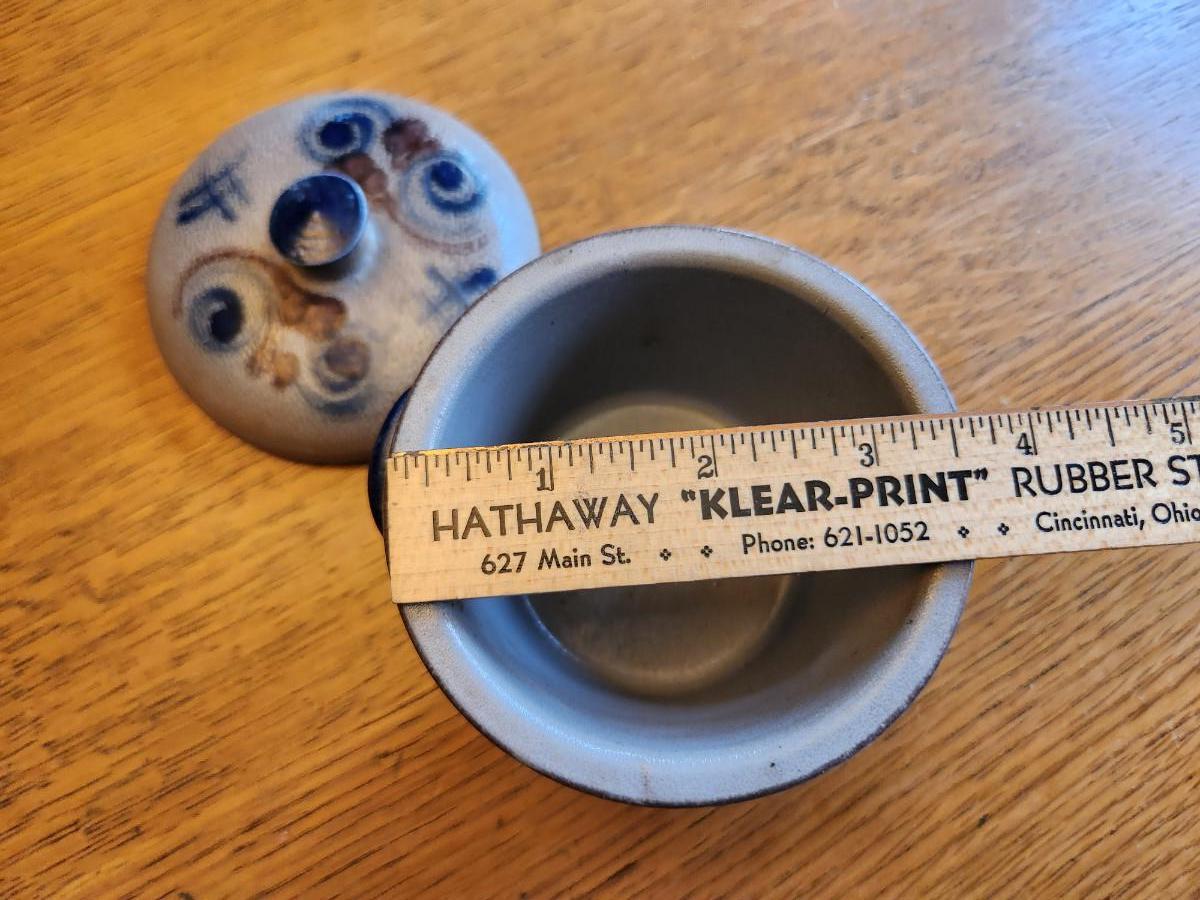 1 2 3 4 5
HATHAWAY "KLEAR-PRINT" RUBBER ST
627 Main St. Phone: 621-1052 Cincinnati, Ohio